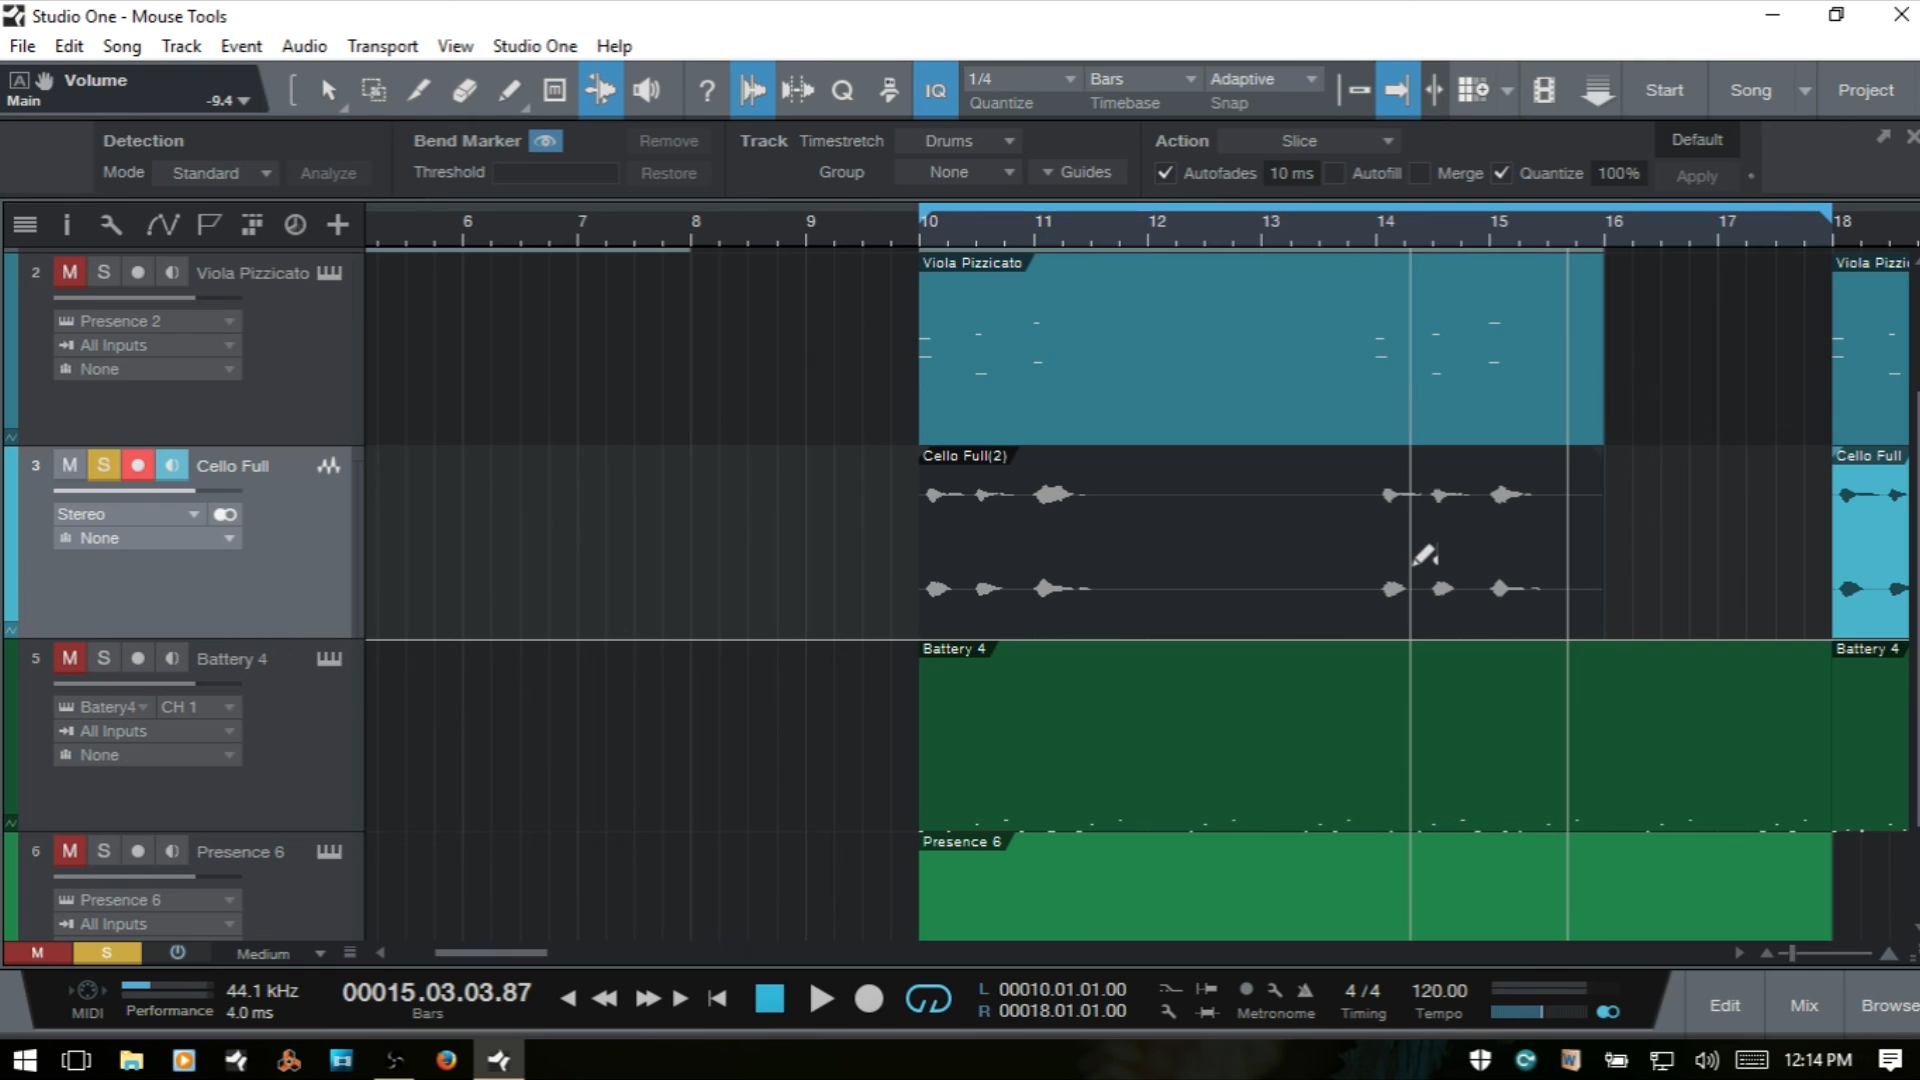 Studio One - Mouse Tools
File Edit Song Track Event Audio Transport View Studio One Help
A Volume
Main -9.4
? Q IQ
1/4 Bars Adaptive
Quantize Timebase Snap
Start Song Project
Detection Bend Marker Remove Track Timestretch Drums Action Slice Default
Mode Standard Analyze Threshold Restore Group None Guides Autofades 10 ms Autofill Merge Quantize 100% Apply
6 7 8 9 10 11 12 13 14 15 16 17 18
2 M S Viola Pizzicato
Presence 2
All Inputs
None
Viola Pizzicato
Viola Pizzi
3 M S Cello Full
Stereo
None
Cello Full(2)
Cello Full
5 M S Battery 4
Batery4 CH 1
All Inputs
None
Battery 4
Battery 4
6 M S Presence 6
Presence 6
All Inputs
Presence 6
M S Medium
MIDI
Performance
44.1 kHz
4.0 ms
00015.03.03.87
Bars
L 00010.01.01.00
R 00018.01.01.00
Metronome
4 / 4
Timing
120.00
Tempo
Edit Mix Browse
12:14 PM